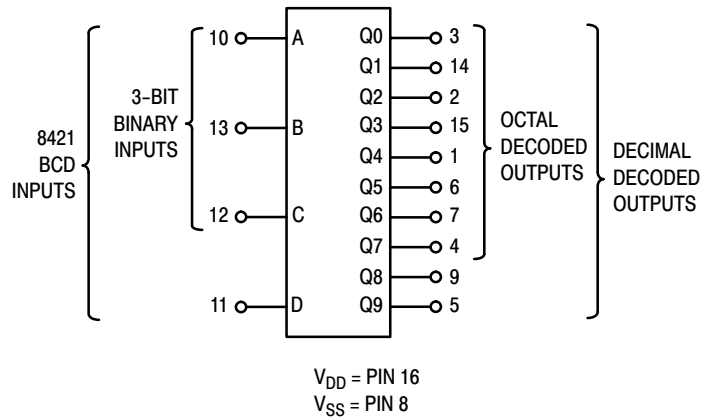 8421
BCD
INPUTS
3-BIT
BINARY
INPUTS
10 A
13 B
12 C
11 D
Q0 3
Q1 14
Q2 2
Q3 15
Q4 1
Q5 6
Q6 7
Q7 4
Q8 9
Q9 5
OCTAL
DECODED
OUTPUTS
DECIMAL
DECODED
OUTPUTS
VDD = PIN 16
VSS = PIN 8